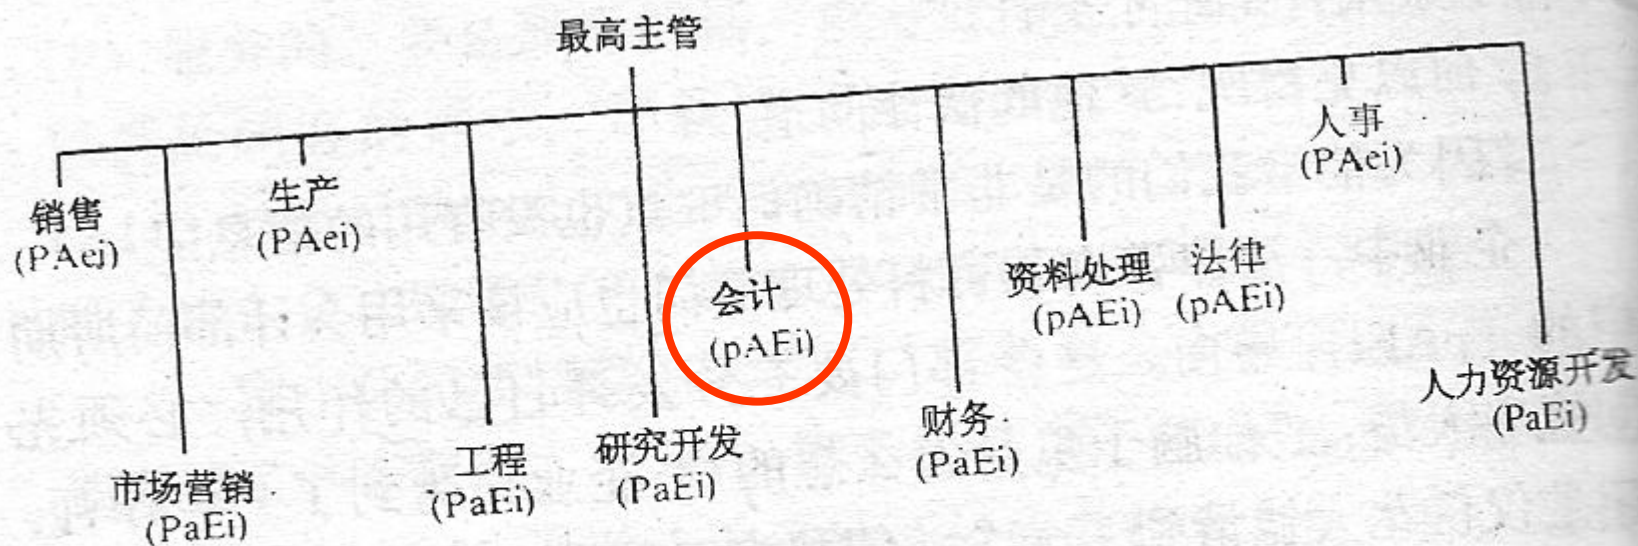 最高主管
销售
(PAei)
市场营销
(PaEi)
生产
(PAei)
工程
(PaEi)
研究开发
(PaEi)
会计
(pAEi)
财务
(PaEi)
资料处理
(pAEi)
法律
(pAEi)
人事
(PAei)
人力资源开发
(PaEi)